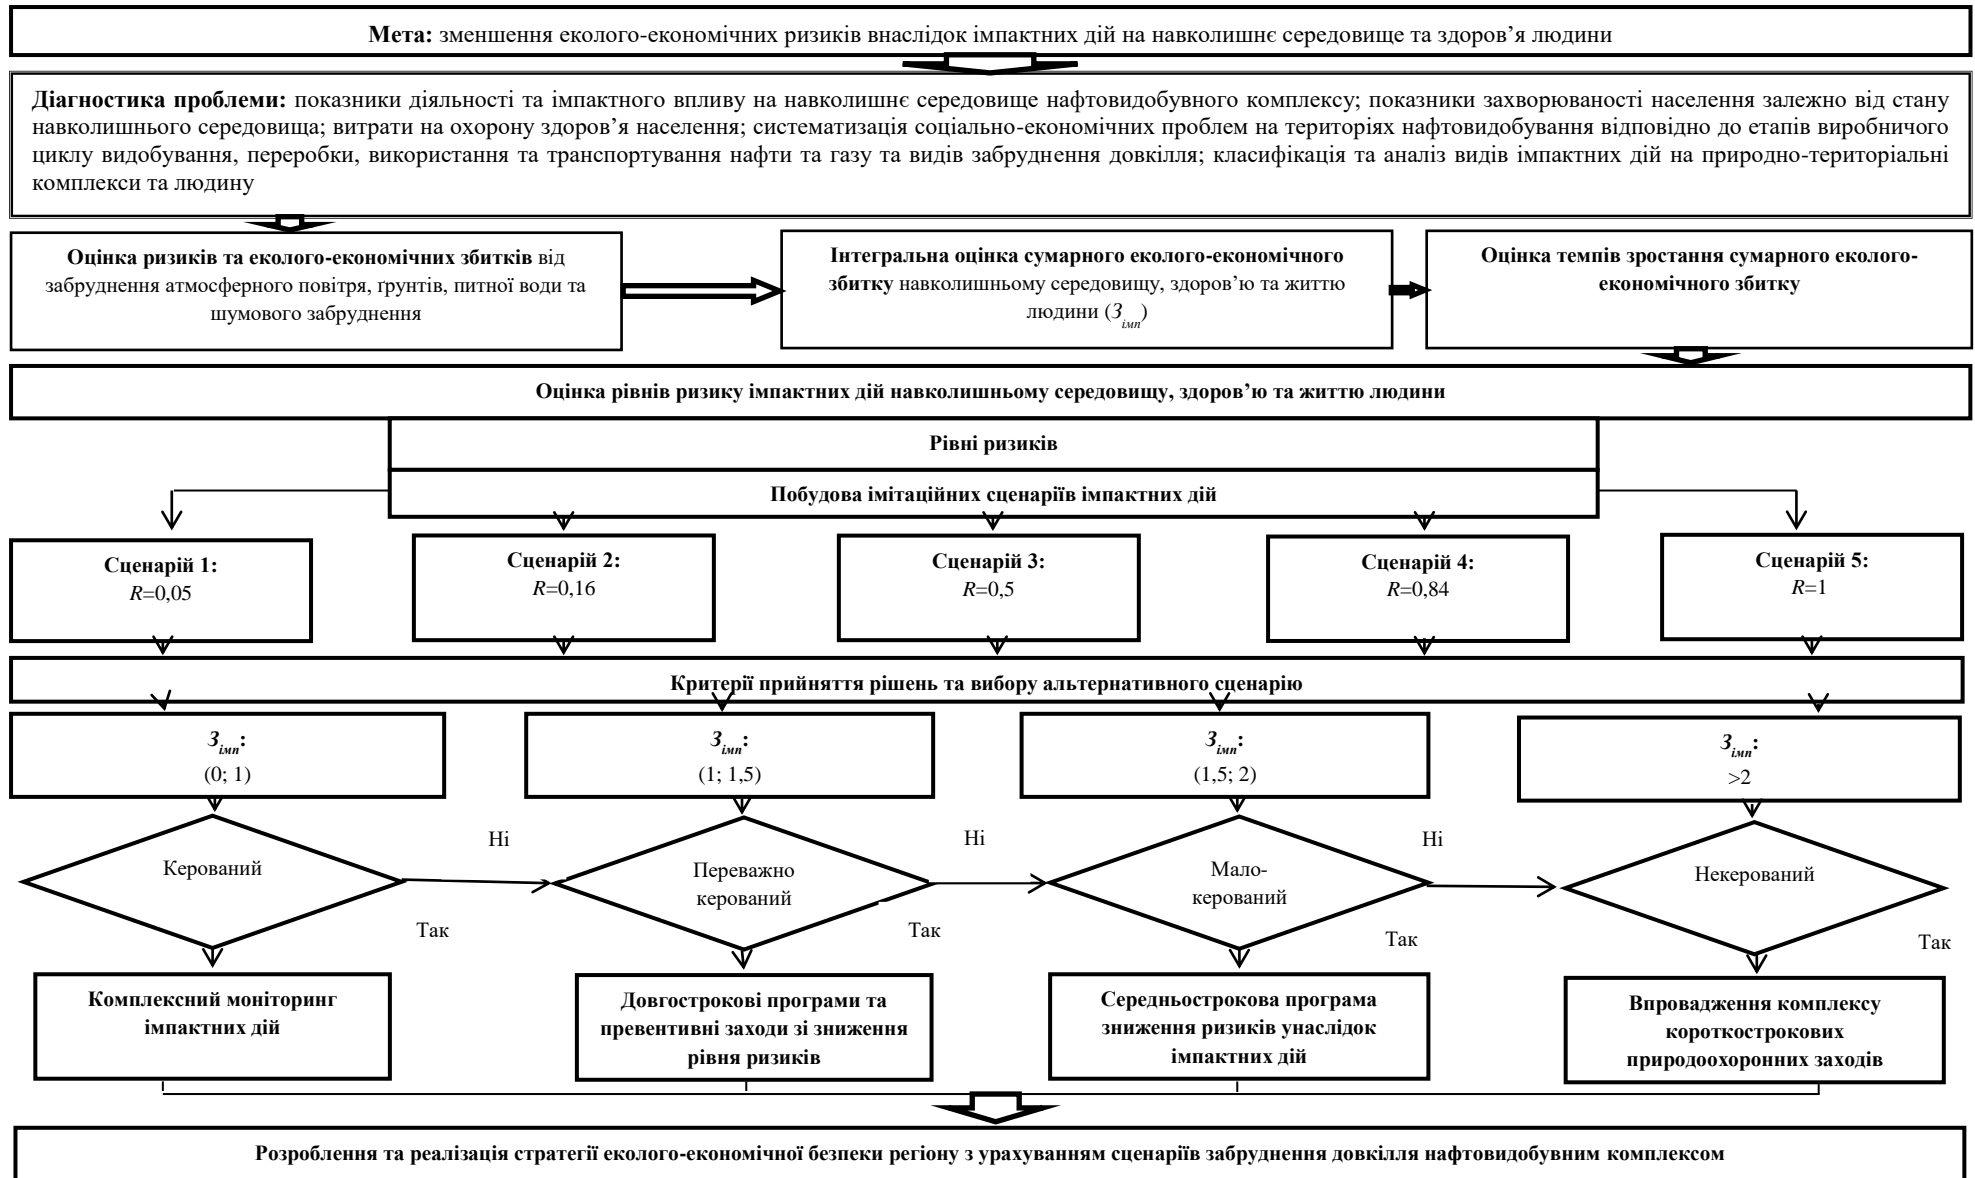 Мета: зменшення еколого-економічних ризиків внаслідок імпактних дій на навколишнє середовище та здоров’я людини
Діагностика проблеми: показники діяльності та імпактного впливу на навколишнє середовище нафтовидобувного комплексу; показники захворюваності населення залежно від стану
навколишнього середовища; витрати на охорону здоров’я населення; систематизація соціально-економічних проблем на територіях нафтовидобування відповідно до етапів виробничого
циклу видобування, переробки, використання та транспортування нафти та газу та видів забруднення довкілля; класифікація та аналіз видів імпактних дій на природно-територіальні
комплекси та людину
Оцінка ризиків та еколого-економічних збитків від
забруднення атмосферного повітря, ґрунтів, питної води та
шумового забруднення
Інтегральна оцінка сумарного еколого-економічного
збитку навколишньому середовищу, здоров’ю та життю
людини (Зімп)
Оцінка темпів зростання сумарного еколого-
економічного збитку
Оцінка рівнів ризику імпактних дій навколишньому середовищу, здоров’ю та життю людини
Рівні ризиків
Побудова імітаційних сценаріїв імпактних дій
Сценарій 1:
R=0,05
Сценарій 2:
R=0,16
Сценарій 3:
R=0,5
Сценарій 4:
R=0,84
Сценарій 5:
R=1
Критерії прийняття рішень та вибору альтернативного сценарію
Зімп:
(0; 1)
Зімп:
(1; 1,5)
Зімп:
(1,5; 2)
Зімп:
>2
Керований
Ні
Так
Переважно
керований
Ні
Так
Мало-
керований
Ні
Так
Некерований
Так
Комплексний моніторинг
імпактних дій
Довгострокові програми та
превентивні заходи зі зниження
рівня ризиків
Середньострокова програма
зниження ризиків унаслідок
імпактних дій
Впровадження комплексу
короткострокових
природоохоронних заходів
Розроблення та реалізація стратегії еколого-економічної безпеки регіону з урахуванням сценаріїв забруднення довкілля нафтовидобувним комплексом